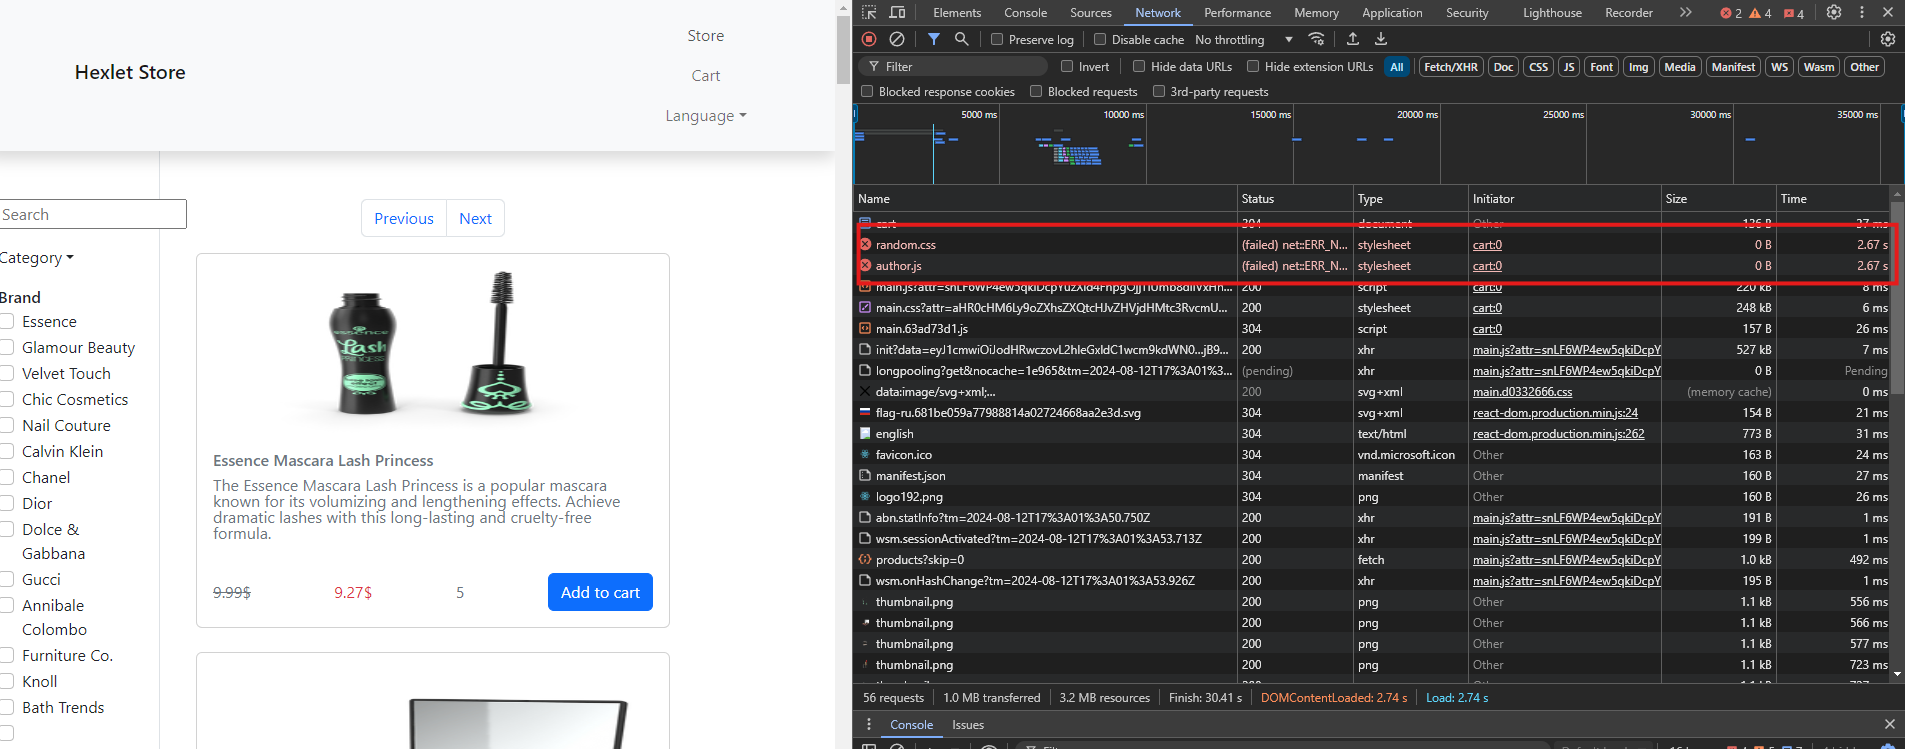 Hexlet Store
Store
Cart
Language
Search
Category
Brand
Essence
Glamour Beauty
Velvet Touch
Chic Cosmetics
Nail Couture
Calvin Klein
Chanel
Dior
Dolce &
Gabbana
Gucci
Annibale
Colombo
Furniture Co.
Knoll
Bath Trends
Previous Next
essence
Lash
PRINCESS
Essence Mascara Lash Princess
The Essence Mascara Lash Princess is a popular mascara
known for its volumizing and lengthening effects. Achieve
dramatic lashes with this long-lasting and cruelty-free
formula.
9.99$ 9.27$ 5 Add to cart
Elements Console Sources Network Performance Memory Application Security Lighthouse Recorder 2 4 4
Preserve log Disable cache No throttling
Filter Invert Hide data URLs Hide extension URLs All Fetch/XHR Doc CSS JS Font Img Media Manifest WS Wasm Other
Blocked response cookies Blocked requests 3rd-party requests
5000 ms 10000 ms 15000 ms 20000 ms 25000 ms 30000 ms 35000 ms
Name Status Type Initiator Size Time
cart 304 document Other 136 B 37 ms
random.css (failed) net::ERR_N... stylesheet cart:0 0 B 2.67 s
author.js (failed) net::ERR_N... stylesheet cart:0 0 B 2.67 s
200 script cart:0 220 kB 8 ms
main.css?attr=aHR0cHM6Ly9oZXhsZXQtcHJvZHVjdHMtc3RvcmU... 200 stylesheet cart:0 248 kB 6 ms
main.63ad73d1.js 304 script cart:0 157 B 26 ms
init?data=eyJ1cmwiOiJodHRwczovL2hleGxldC1wcm9kdWN0...jB9... 200 xhr main.js?attr=snLF6WP4ew5qkiDcpY 527 kB 7 ms
longpooling?get&nocache=1e965&tm=2024-08-12T17%3A01%3... (pending) xhr main.js?attr=snLF6WP4ew5qkiDcpY 0 B Pending
data:image/svg+xml;... 200 svg+xml main.d0332666.css (memory cache) 0 ms
flag-ru.681be059a77988814a02724668aa2e3d.svg 304 svg+xml react-dom.production.min.js:24 154 B 21 ms
english 304 text/html react-dom.production.min.js:262 773 B 31 ms
favicon.ico 304 vnd.microsoft.icon Other 163 B 24 ms
manifest.json 304 manifest Other 160 B 27 ms
logo192.png 304 png Other 160 B 26 ms
abn.statInfo?tm=2024-08-12T17%3A01%3A50.750Z 200 xhr main.js?attr=snLF6WP4ew5qkiDcpY 191 B 1 ms
wsm.sessionActivated?tm=2024-08-12T17%3A01%3A53.713Z 200 xhr main.js?attr=snLF6WP4ew5qkiDcpY 199 B 1 ms
products?skip=0 200 fetch main.js?attr=snLF6WP4ew5qkiDcpY 1.0 kB 492 ms
wsm.onHashChange?tm=2024-08-12T17%3A01%3A53.926Z 200 xhr main.js?attr=snLF6WP4ew5qkiDcpY 195 B 1 ms
thumbnail.png 200 png Other 1.1 kB 556 ms
thumbnail.png 200 png Other 1.1 kB 566 ms
thumbnail.png 200 png Other 1.1 kB 577 ms
thumbnail.png 200 png Other 1.1 kB 723 ms
56 requests 1.0 MB transferred 3.2 MB resources Finish: 30.41 s DOMContentLoaded: 2.74 s Load: 2.74 s
Console Issues